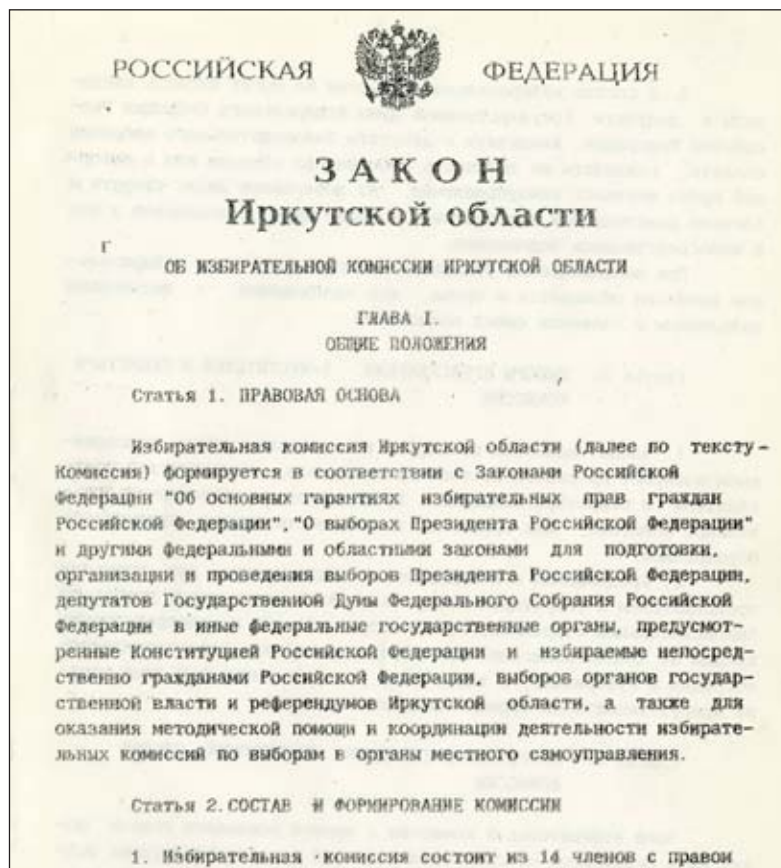 РОССИЙСКАЯ ФЕДЕРАЦИЯ
ЗАКОН
Иркутской области
г
ОБ ИЗБИРАТЕЛЬНОЙ КОМИССИИ ИРКУТСКОЙ ОБЛАСТИ
ГЛАВА I.
ОБЩИЕ ПОЛОЖЕНИЯ
Статья 1. ПРАВОВАЯ ОСНОВА
Избирательная комиссия Иркутской области (далее по тексту-
Комиссия) формируется в соответствии с Законами Российской
Федерации "Об основных гарантиях избирательных прав граждан
Российской Федерации", "О выборах Президента Российской Федерации"
и другими федеральными и областными законами для подготовки,
организации и проведения выборов Президента Российской Федерации,
депутатов Государственной Думы Федерального Собрания Российской
Федерации в иные федеральные государственные органы, предусмот-
ренные Конституцией Российской Федерации и избираемые непосред-
ственно гражданами Российской Федерации, выборов органов государ-
ственной власти и референдумов Иркутской области, а также для
оказания методической помощи и координации деятельности избирате-
льных комиссий по выборам в органы местного самоуправления.
Статья 2. СОСТАВ И ФОРМИРОВАНИЕ КОМИССИИ
1. Избирательная комиссия состоит из 14 членов с правом